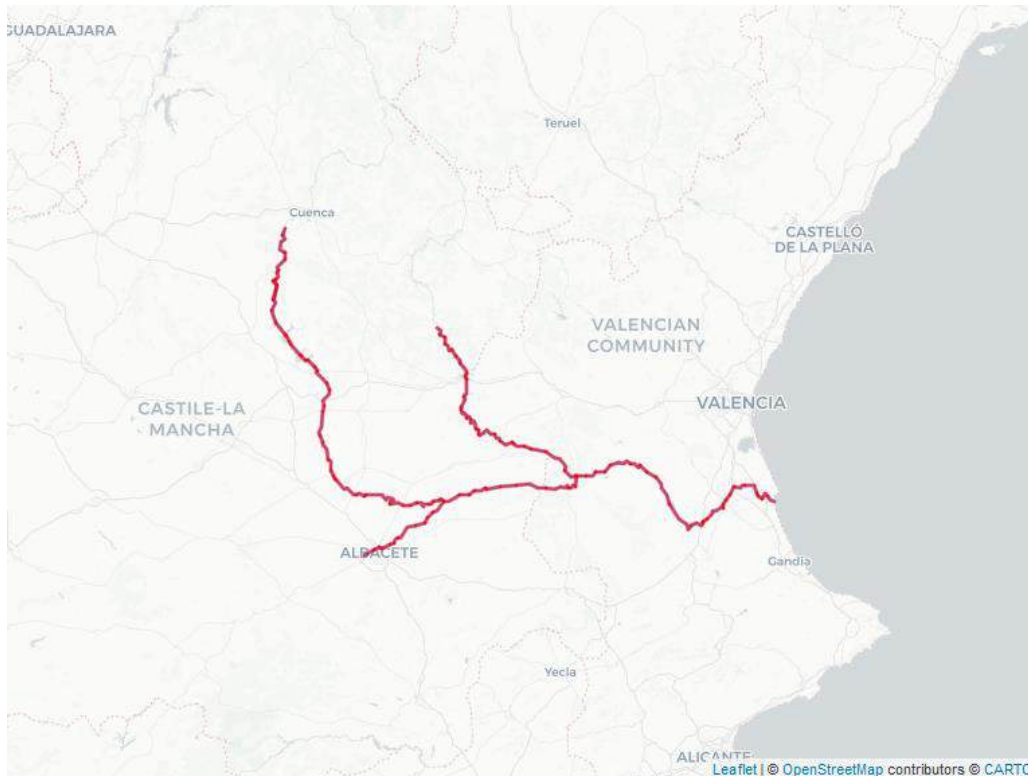 GUADALAJARA
Teruel
Cuenca
CASTELLÓ
DE LA PLANA
VALENCIAN
COMMUNITY
CASTILE-LA
MANCHA
VALENCIA
ALBACETE
Gandia
Yecla
ALICANTE
Leaflet | © OpenStreetMap contributors © CARTO